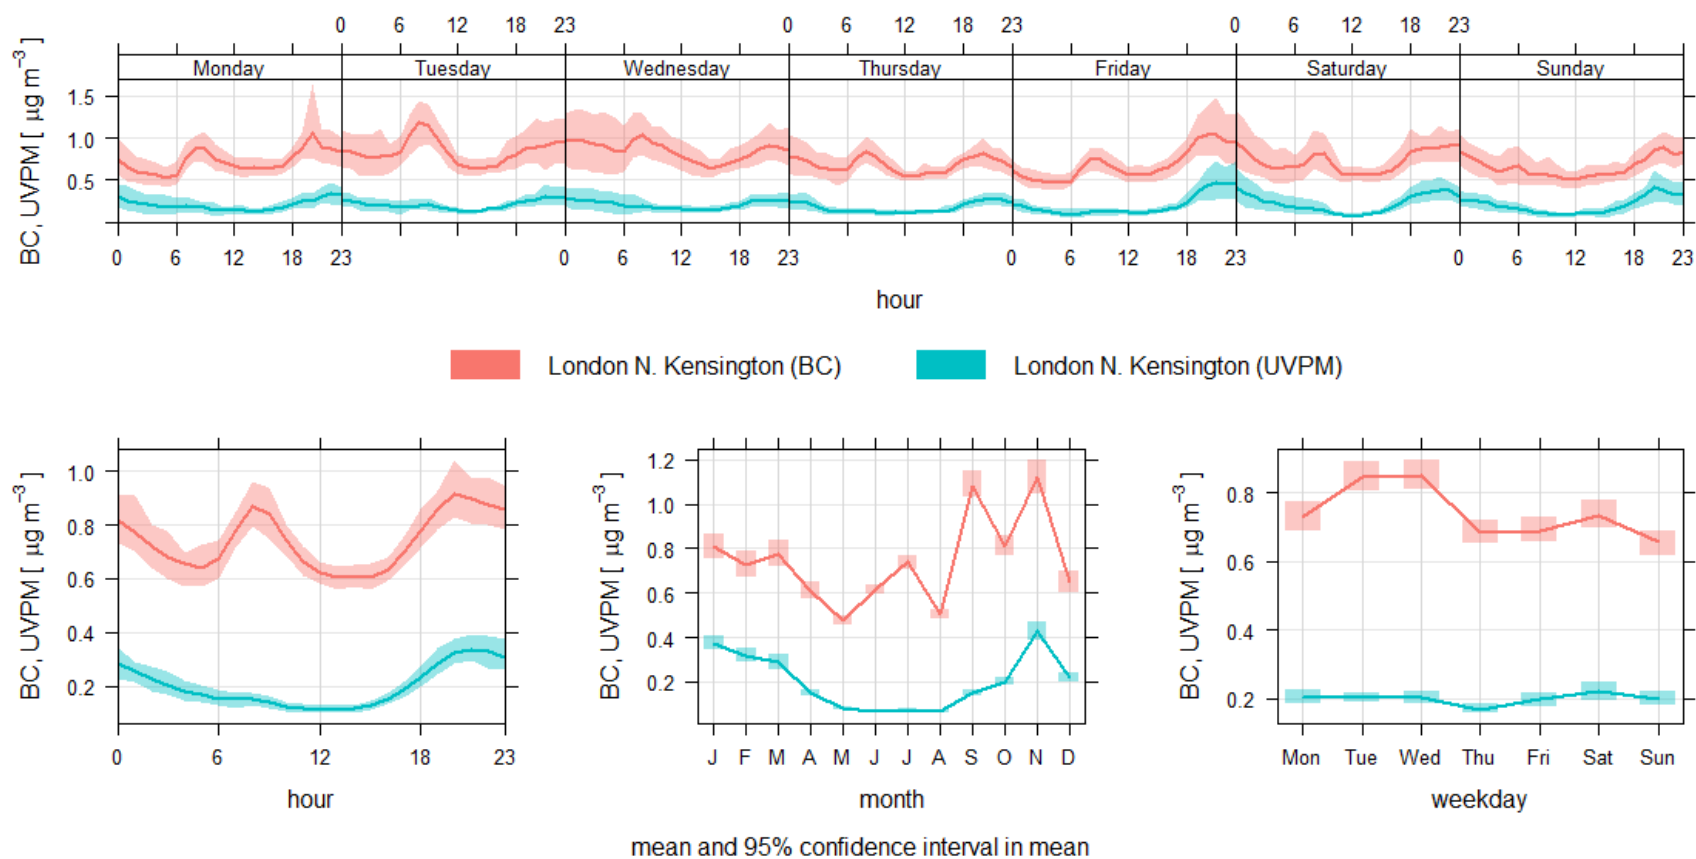 0 6 12 18 23 0 6 12 18 23 0 6 12 18 23
Monday Tuesday Wednesday Thursday Friday Saturday Sunday
BC, UVPM [ µg m⁻³ ]
1.5
1.0
0.5
0 6 12 18 23 0 6 12 18 23 0 6 12 18 23 0 6 12 18 23
hour
London N. Kensington (BC) London N. Kensington (UVPM)
BC, UVPM [ µg m⁻³ ]
1.0
0.8
0.6
0.4
0.2
0 6 12 18 23
hour
BC, UVPM [ µg m⁻³ ]
1.2
1.0
0.8
0.6
0.4
0.2
J F M A M J J A S O N D
month
BC, UVPM [ µg m⁻³ ]
0.8
0.6
0.4
0.2
Mon Tue Wed Thu Fri Sat Sun
weekday
mean and 95% confidence interval in mean